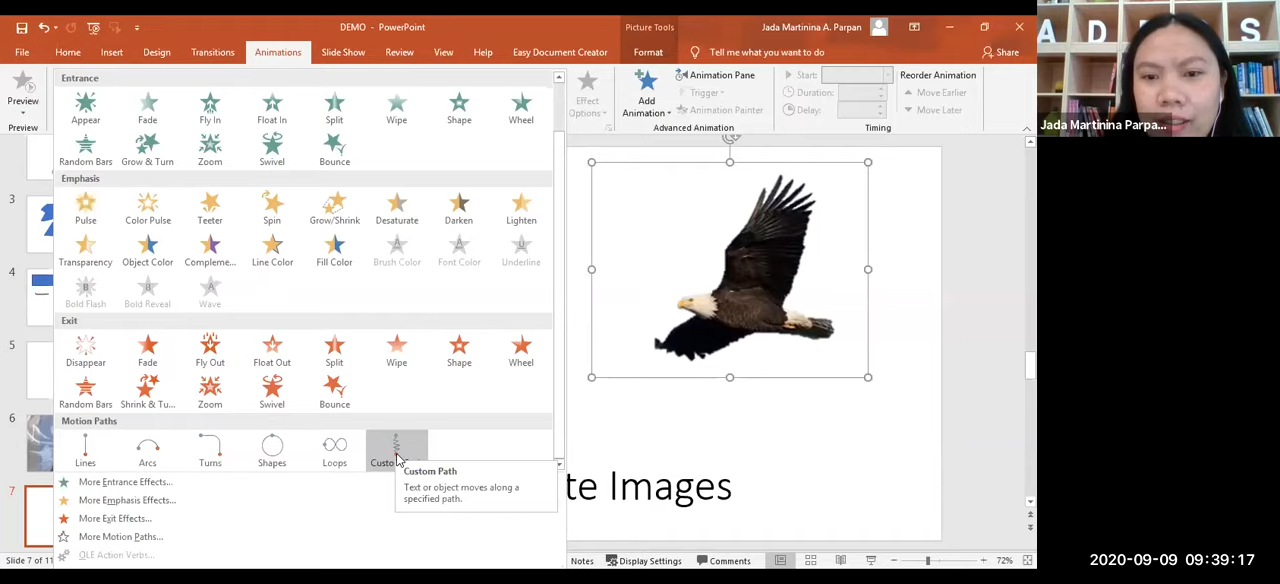 DEMO - PowerPoint
Picture Tools
Jada Martinina A. Parpan
File Home Insert Design Transitions Animations Slide Show Review View Help Easy Document Creator Format Tell me what you want to do Share
Preview
Preview
Entrance
Appear Fade Fly In Float In Split Wipe Shape Wheel
Random Bars Grow & Turn Zoom Swivel Bounce
Emphasis
Pulse Color Pulse Teeter Spin Grow/Shrink Desaturate Darken Lighten
Transparency Object Color Compleme... Line Color Fill Color Brush Color Font Color Underline
Bold Flash Bold Reveal Wave
Exit
Disappear Fade Fly Out Float Out Split Wipe Shape Wheel
Random Bars Shrink & Tu... Zoom Swivel Bounce
Motion Paths
Lines Arcs Turns Shapes Loops
Custom Path
Text or object moves along a
specified path.
More Entrance Effects...
More Emphasis Effects...
More Exit Effects...
More Motion Paths...
OLE Action Verbs...
Effect
Options
Add
Animation
Animation Pane
Trigger
Animation Painter
Advanced Animation
Start:
Duration:
Delay:
Timing
Reorder Animation
Move Earlier
Move Later
3
4
5
6
7
te Images
Slide 7 of 11
Notes Display Settings Comments 72%
A D E S
Jada Martinina Parpa...
2020-09-09 09:39:17